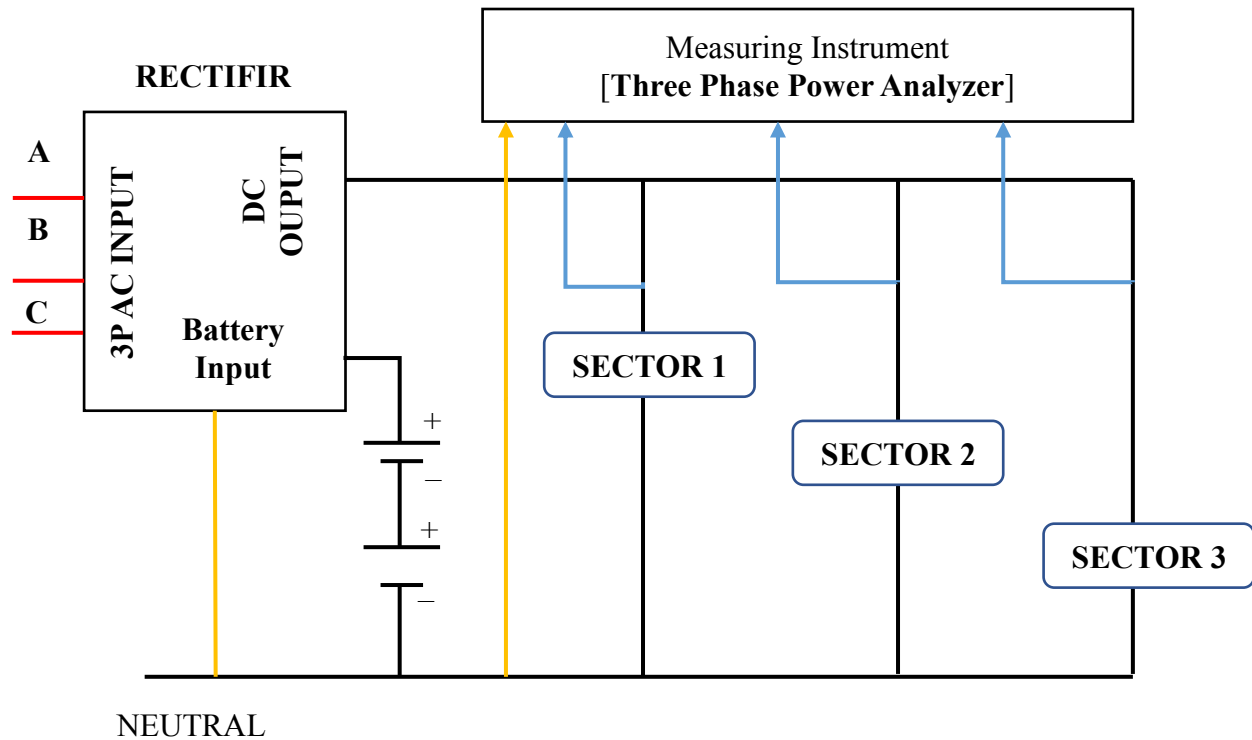 Measuring Instrument
[Three Phase Power Analyzer]
RECTIFIR
A
B
C
3P AC INPUT
DC
OUPUT
Battery
Input
+
–
+
–
SECTOR 1
SECTOR 2
SECTOR 3
NEUTRAL